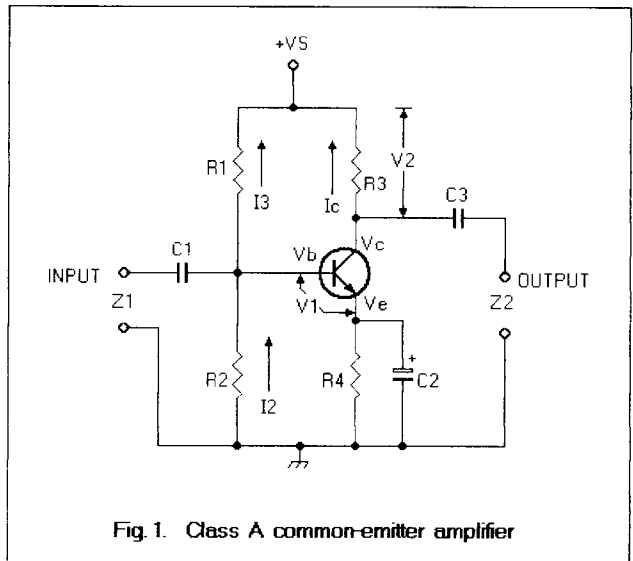 +VS
R1
I3
Ic
R3
V2
C3
C1
Vb
Vc
INPUT
OUTPUT
Z1
V1
Ve
Z2
R2
I2
R4
+
C2
Fig. 1. Class A common-emitter amplifier